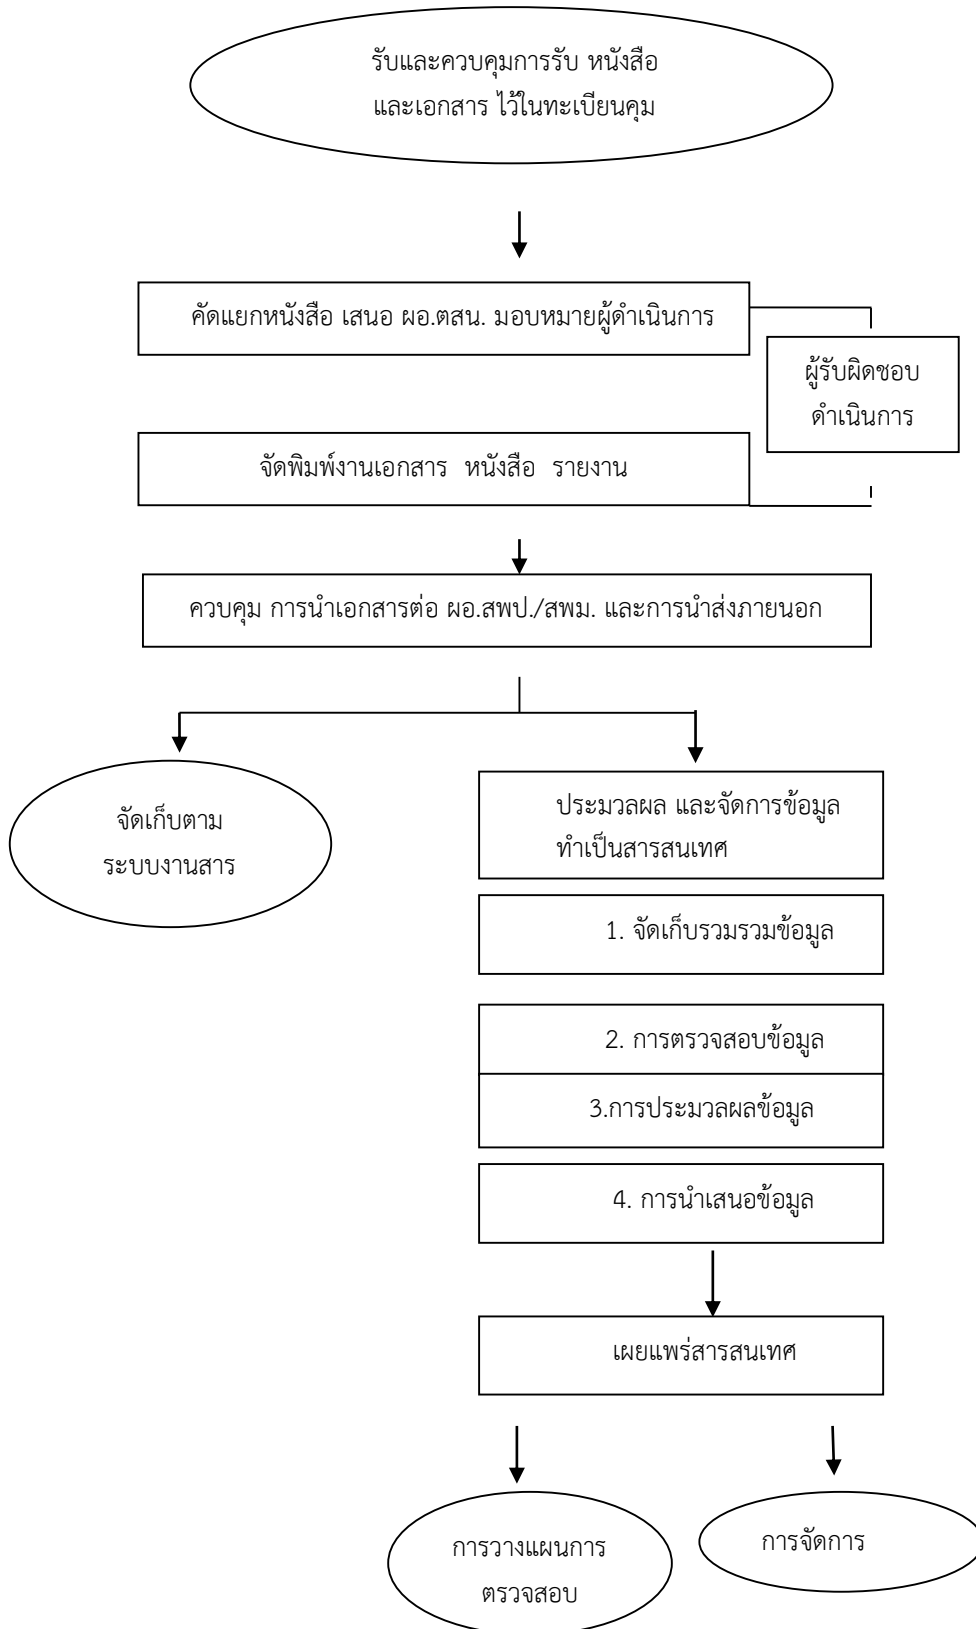 รับและควบคุมการรับ หนังสือ
และเอกสาร ไว้ในทะเบียนคุม
คัดแยกหนังสือ เสนอ ผอ.ตสน. มอบหมายผู้ดำเนินการ
ผู้รับผิดชอบ
ดำเนินการ
จัดพิมพ์งานเอกสาร หนังสือ รายงาน
ควบคุม การนำเอกสารต่อ ผอ.สพป./สพม. และการนำส่งภายนอก
จัดเก็บตาม
ระบบงานสาร
ประมวลผล และจัดการข้อมูล
ทำเป็นสารสนเทศ
1. จัดเก็บรวมรวมข้อมูล
2. การตรวจสอบข้อมูล
3.การประมวลผลข้อมูล
4. การนำเสนอข้อมูล
เผยแพร่สารสนเทศ
การวางแผนการ
ตรวจสอบ
การจัดการ